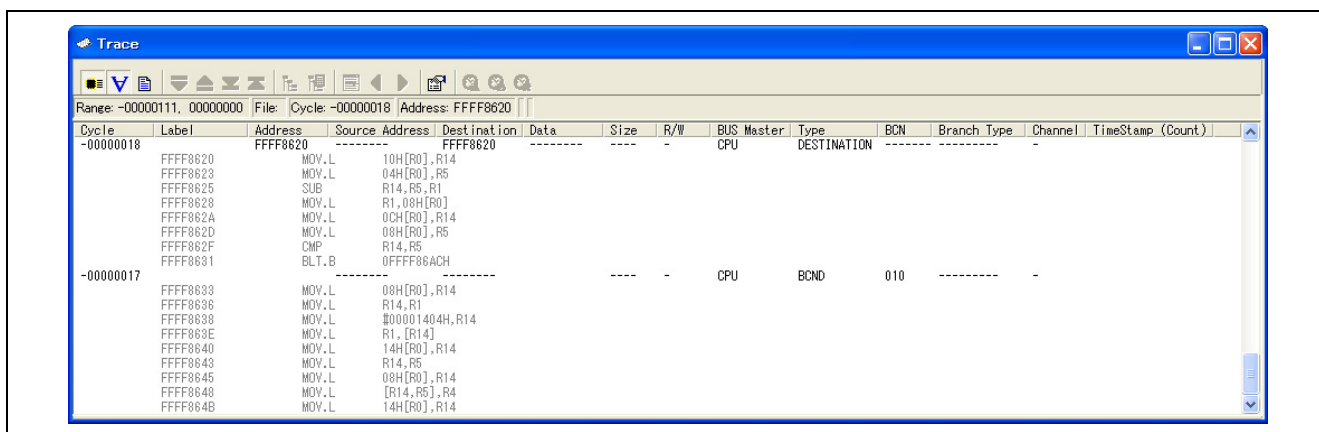 Trace
Range: -00000111, 00000000 File: Cycle: -00000018 Address: FFFF8620
Cycle Label Address Source Address Destination Data Size R/W BUS Master Type BCN Branch Type Channel TimeStamp (Count)
-00000018 FFFF8620 -------- FFFF8620 -------- ---- - CPU DESTINATION ------- --------- -
FFFF8620 MOV.L 10H[R0],R14
FFFF8623 MOV.L 04H[R0],R5
FFFF8625 SUB R14,R5,R1
FFFF8628 MOV.L R1,08H[R0]
FFFF862A MOV.L 0CH[R0],R14
FFFF862D MOV.L 08H[R0],R5
FFFF862F CMP R14,R5
FFFF8631 BLT.B 0FFFF86ACH
-00000017 -------- -------- ---- - CPU BCND 010 --------- -
FFFF8633 MOV.L 08H[R0],R14
FFFF8636 MOV.L R14,R1
FFFF8638 MOV.L #00001404H,R14
FFFF863E MOV.L R1,[R14]
FFFF8640 MOV.L 14H[R0],R14
FFFF8643 MOV.L R14,R5
FFFF8645 MOV.L 08H[R0],R14
FFFF8648 MOV.L [R14,R5],R4
FFFF864B MOV.L 14H[R0],R14